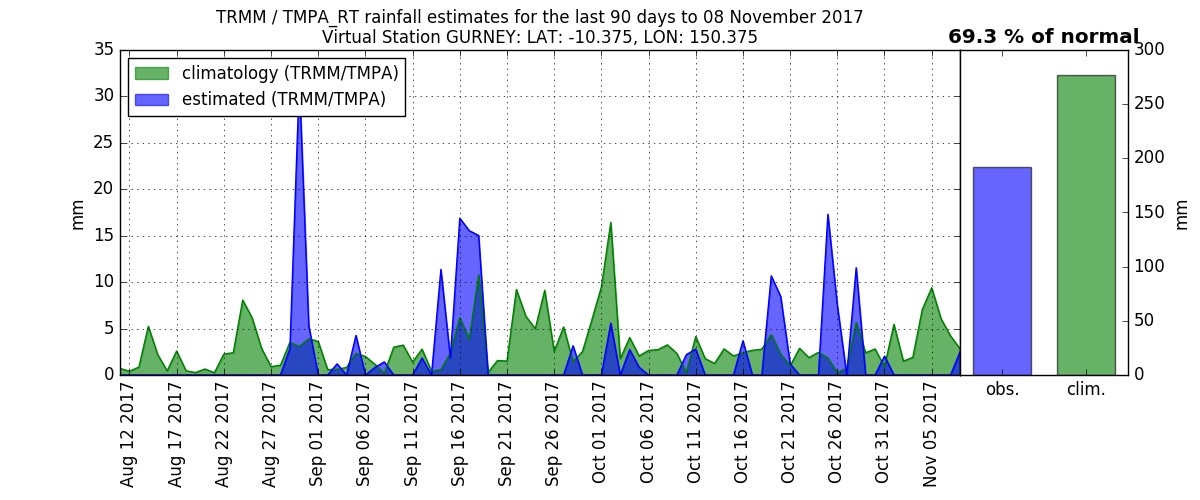 TRMM / TMPA_RT rainfall estimates for the last 90 days to 08 November 2017
Virtual Station GURNEY: LAT: -10.375, LON: 150.375
69.3 % of normal
climatology (TRMM/TMPA)
estimated (TRMM/TMPA)
mm
35
30
25
20
15
10
5
0
Aug 12 2017
Aug 17 2017
Aug 22 2017
Aug 27 2017
Sep 01 2017
Sep 06 2017
Sep 11 2017
Sep 16 2017
Sep 21 2017
Sep 26 2017
Oct 01 2017
Oct 06 2017
Oct 11 2017
Oct 16 2017
Oct 21 2017
Oct 26 2017
Oct 31 2017
Nov 05 2017
obs.
clim.
300
250
200
150
100
50
0
mm